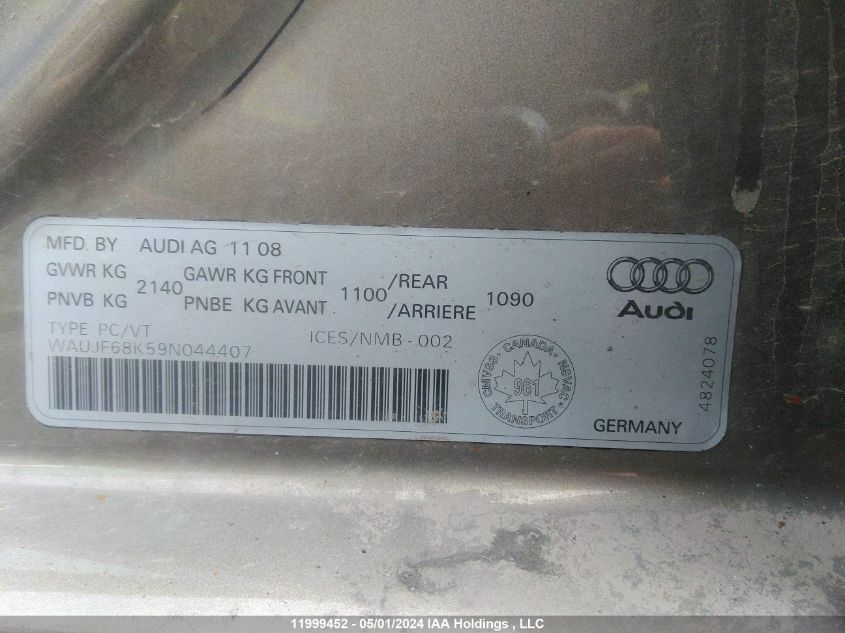 MFD. BY AUDI AG 11 08
GVWR KG 2140 GAWR KG FRONT 1100 /REAR 1090
PNVB KG PNBE KG AVANT /ARRIERE
TYPE PC/VT ICES/NMB-002
WAUJF68K59N044407
Audi
CMVSS · CANADA · NSVAC
961
TRANSPORT
4824078
GERMANY
11999452 - 05/01/2024 IAA Holdings , LLC